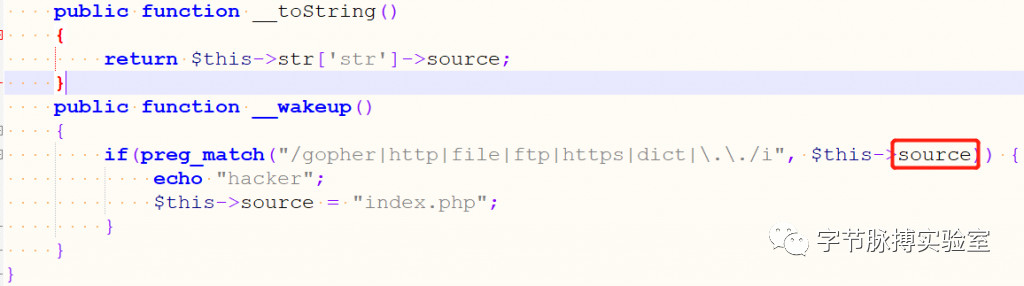 public function __toString()
{
return $this->str['str']->source;
}
public function __wakeup()
{
if(preg_match("/gopher|http|file|ftp|https|dict|\.\./i", $this->source)) {
echo "hacker";
$this->source = "index.php";
}
}
}
字节脉搏实验室